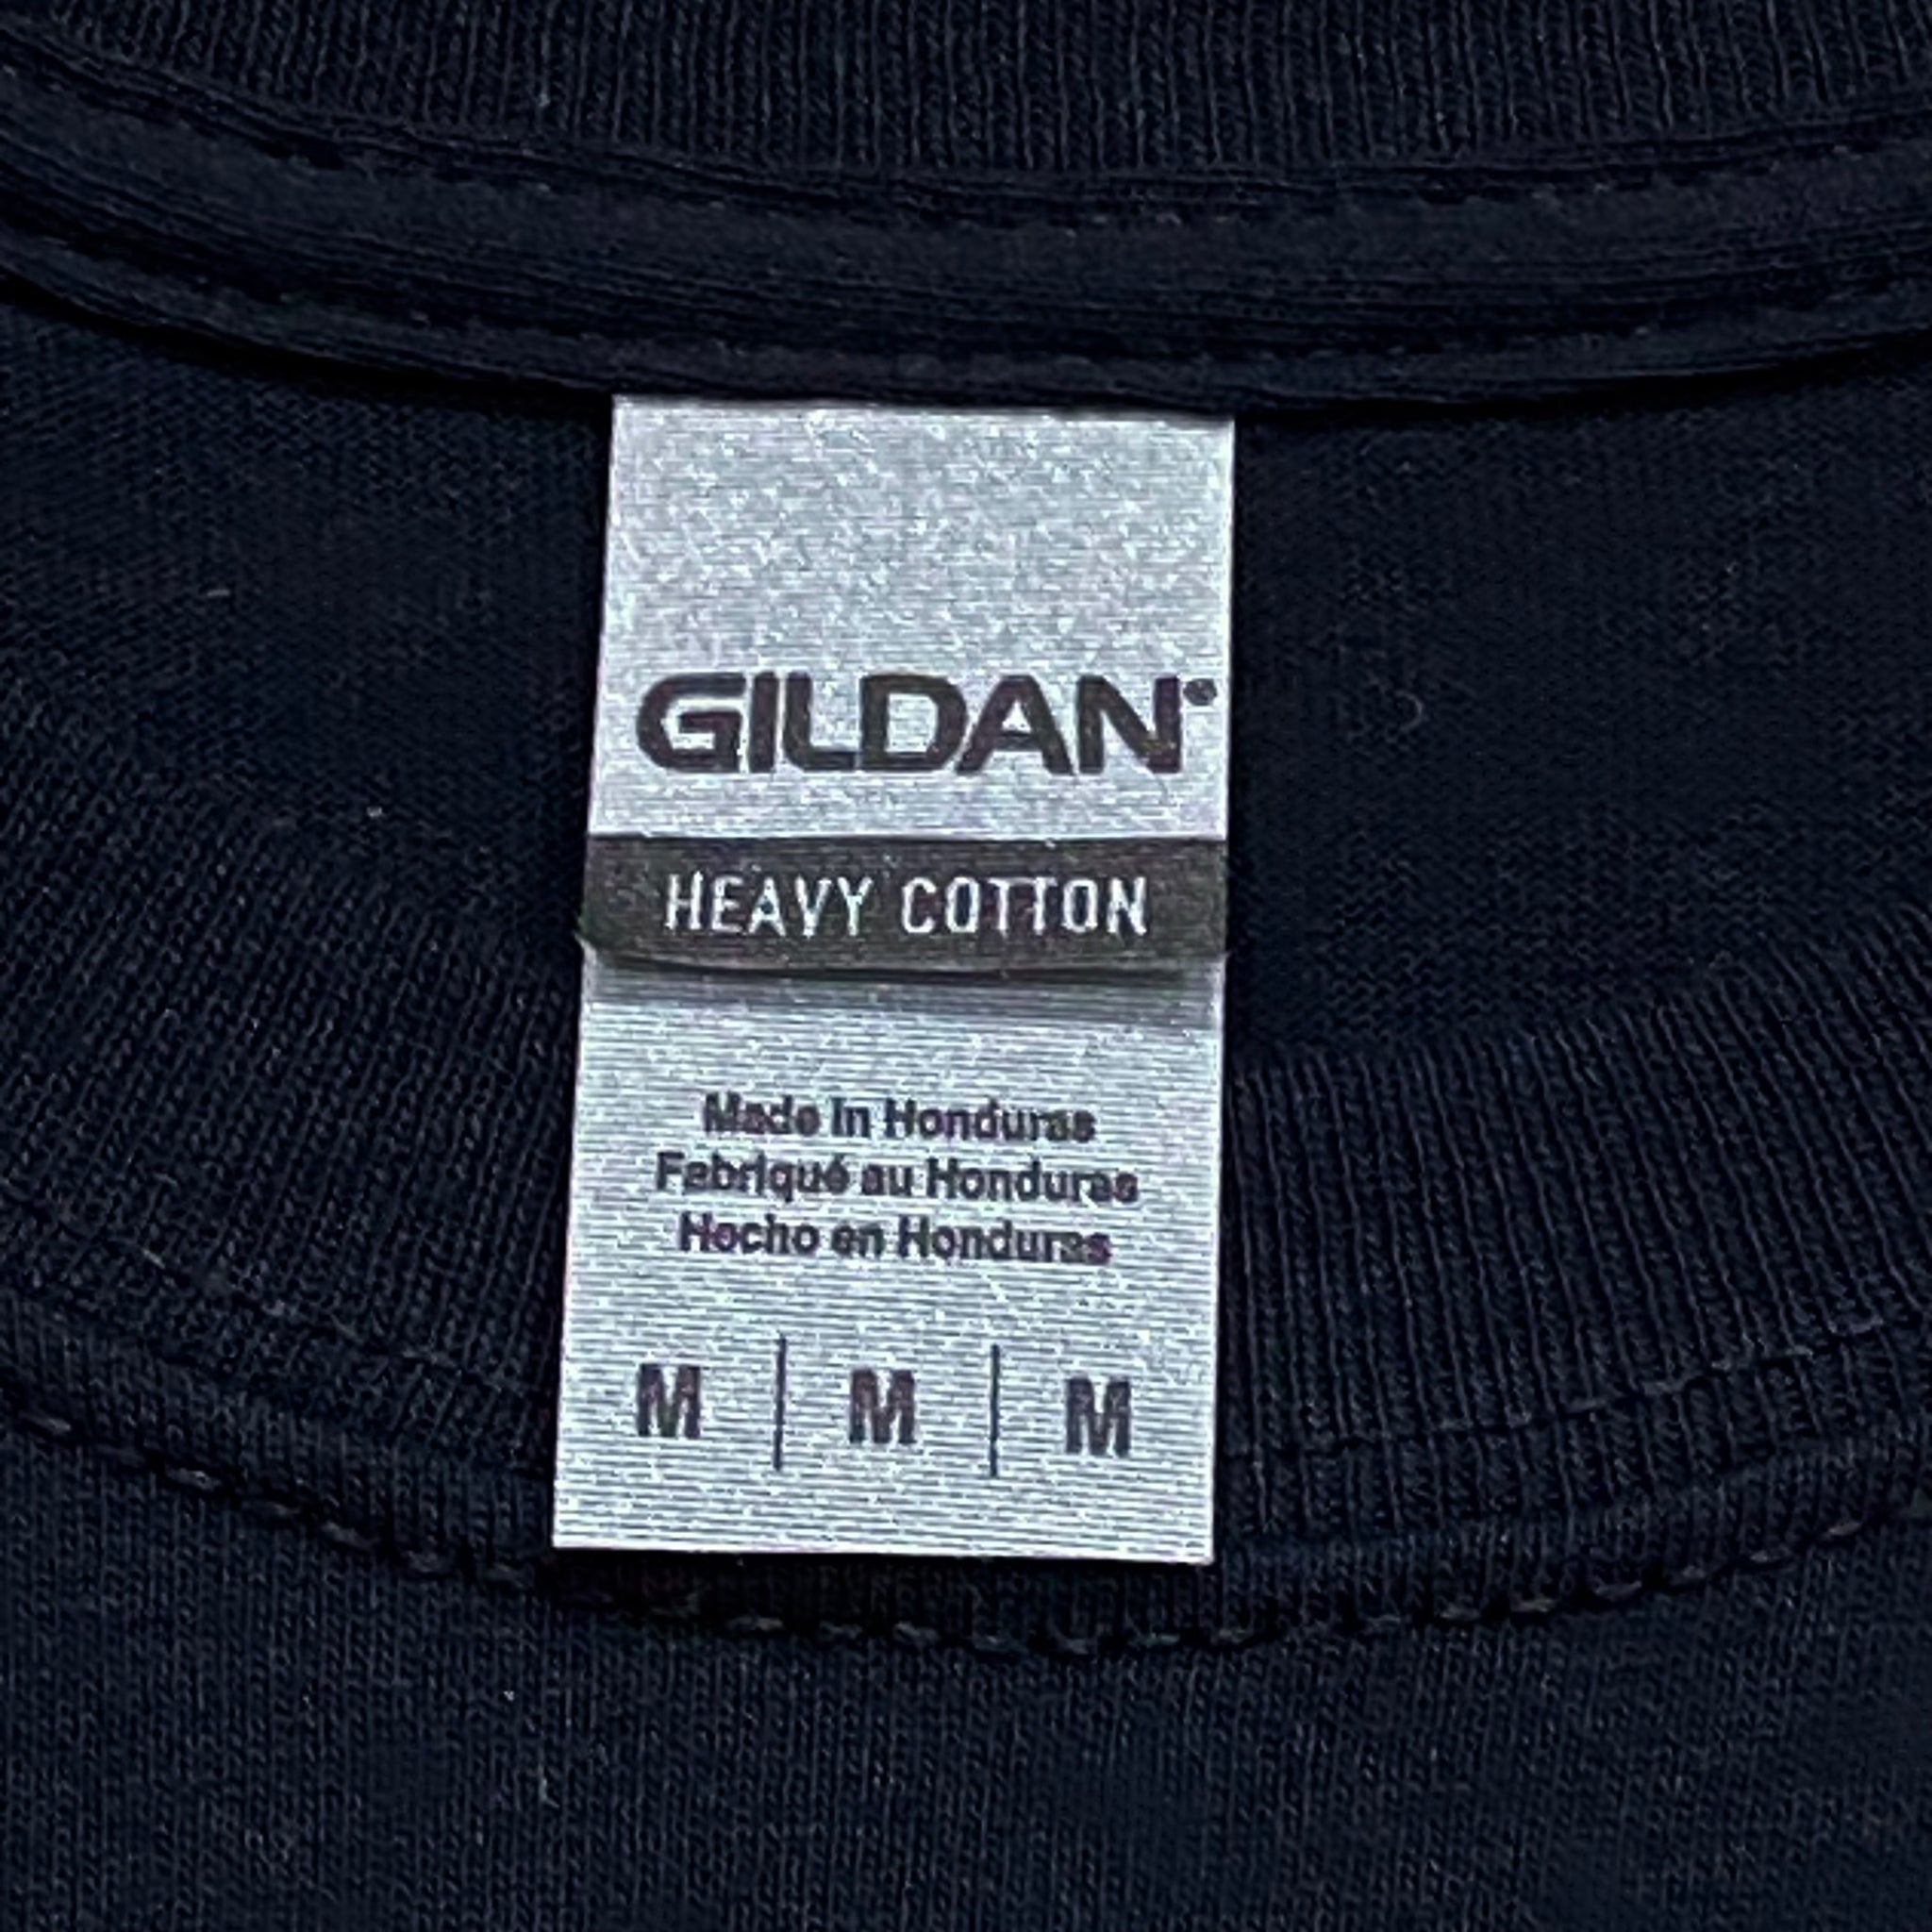 GILDAN®
HEAVY COTTON
Made in Honduras
Fabriqué au Honduras
Hecho en Honduras
M | M | M